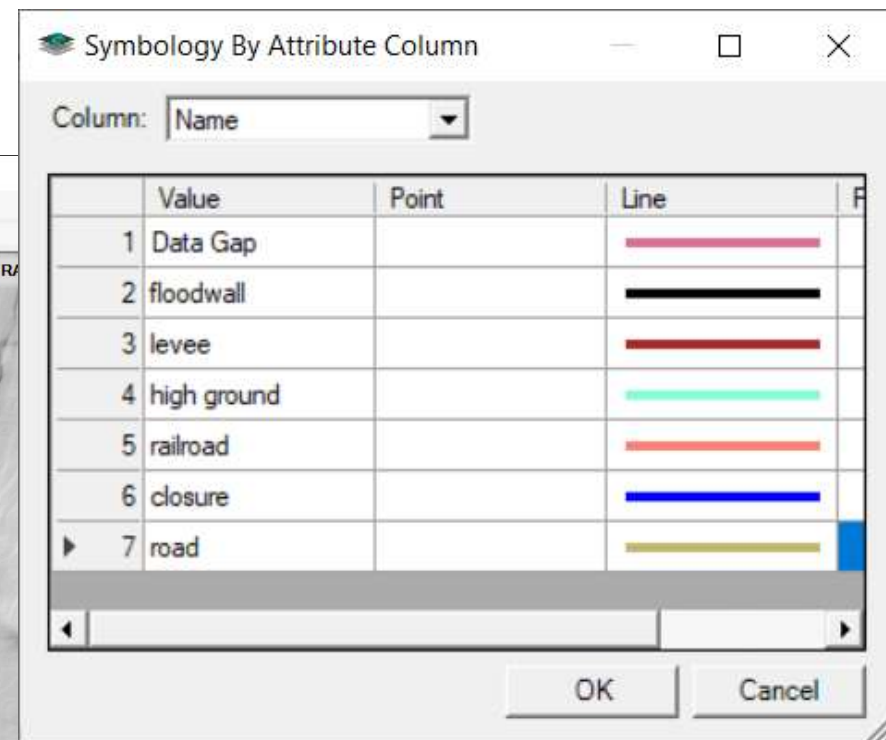 Symbology By Attribute Column
Column: Name
Value Point Line F
RA
1 Data Gap
2 floodwall
3 levee
4 high ground
5 railroad
6 closure
7 road
OK Cancel